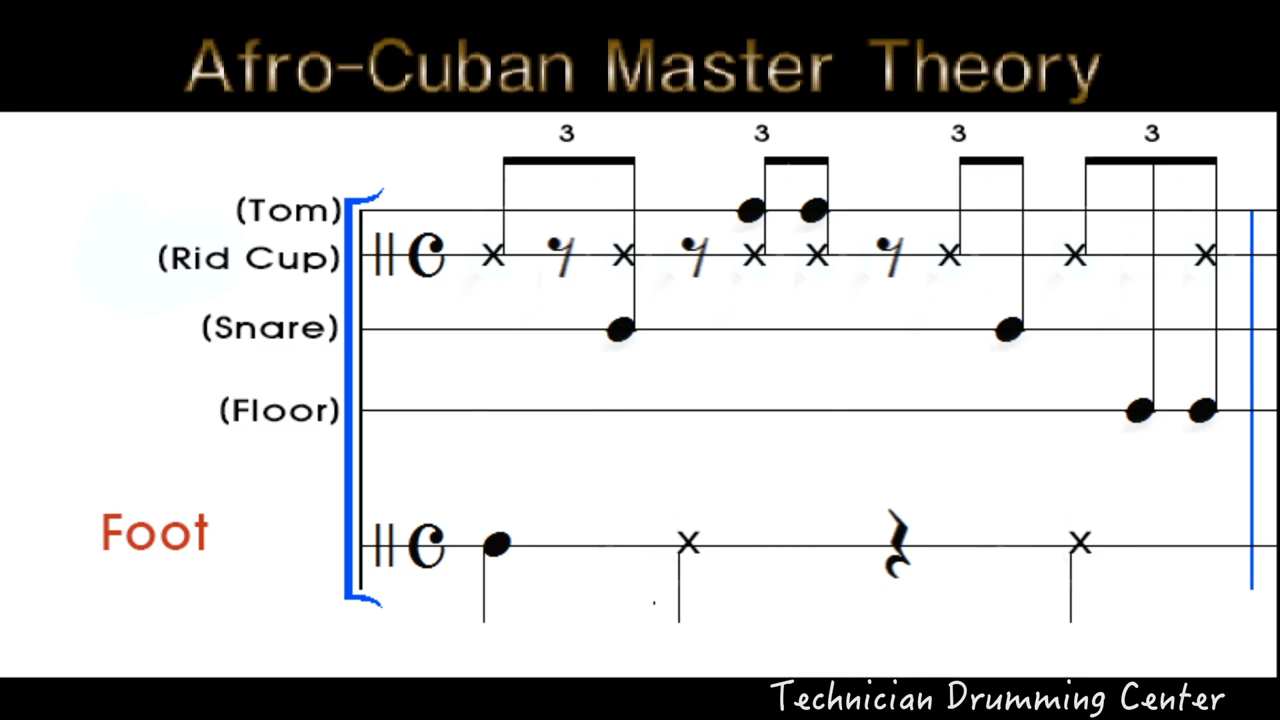 Afro-Cuban Master Theory
3 3 3 3
(Tom)
(Rid Cup)
(Snare)
(Floor)
Foot
Technician Drumming Center